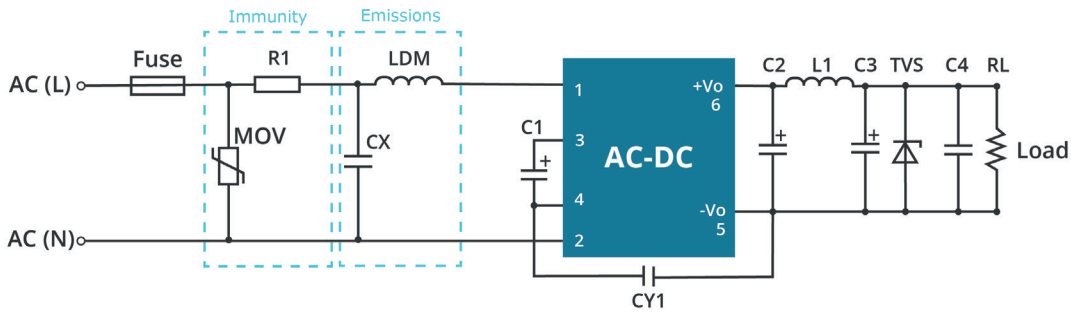 Immunity
Emissions
Fuse
R1
LDM
C2
L1
C3
TVS
C4
RL
AC (L)
1
+Vo
6
MOV
CX
C1
+
3
AC-DC
+
+
Load
4
-Vo
5
AC (N)
2
CY1